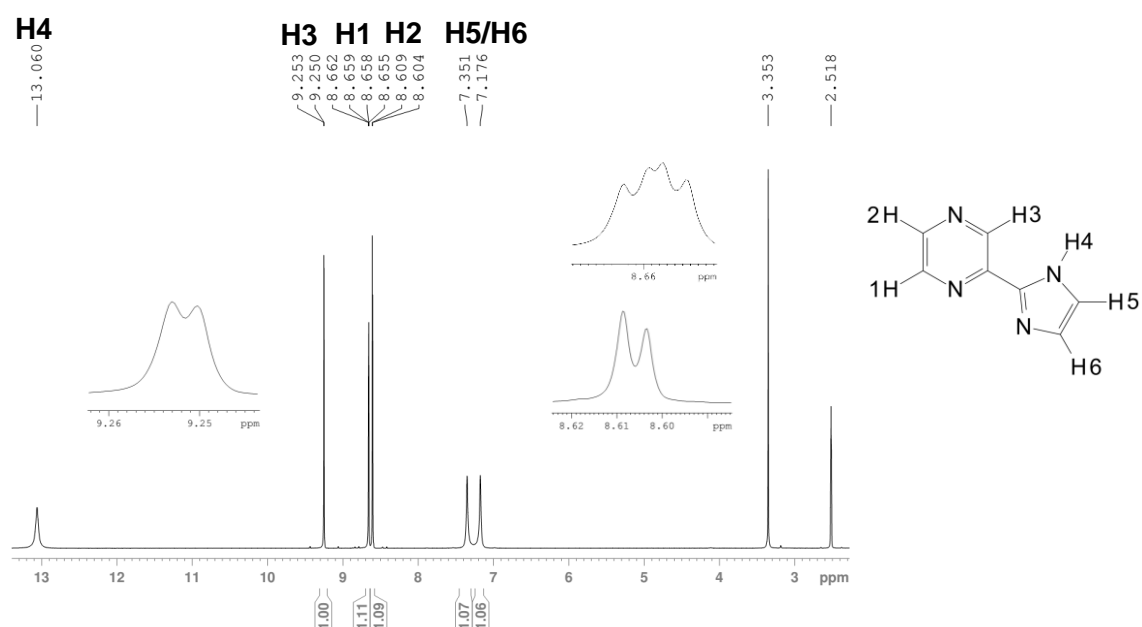 H4 H3 H1 H2 H5/H6
13.060
9.253
9.250
8.662
8.659
8.658
8.655
8.609
8.604
7.351
7.176
3.353
2.518
8.66 ppm
9.26 9.25 ppm
8.62 8.61 8.60 ppm
2H N H3
H4
1H N N
H5
N
H6
13 12 11 10 9 8 7 6 5 4 3 ppm
1.00
1.11
1.09
1.07
1.06